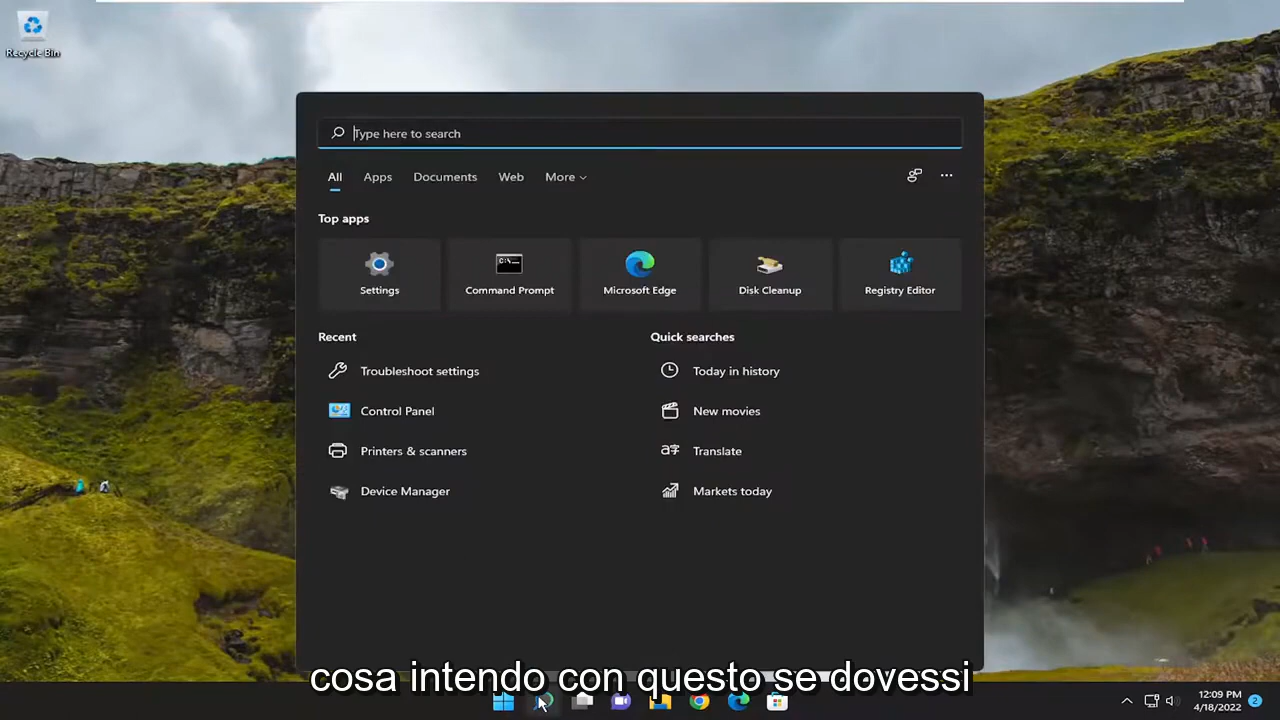 Recycle Bin
Type here to search
All Apps Documents Web More
Top apps
Settings Command Prompt Microsoft Edge Disk Cleanup Registry Editor
Recent Quick searches
Troubleshoot settings Today in history
Control Panel New movies
Printers & scanners Translate
Device Manager Markets today
cosa intendo con questo se dovessi
12:09 PM
4/18/2022
2